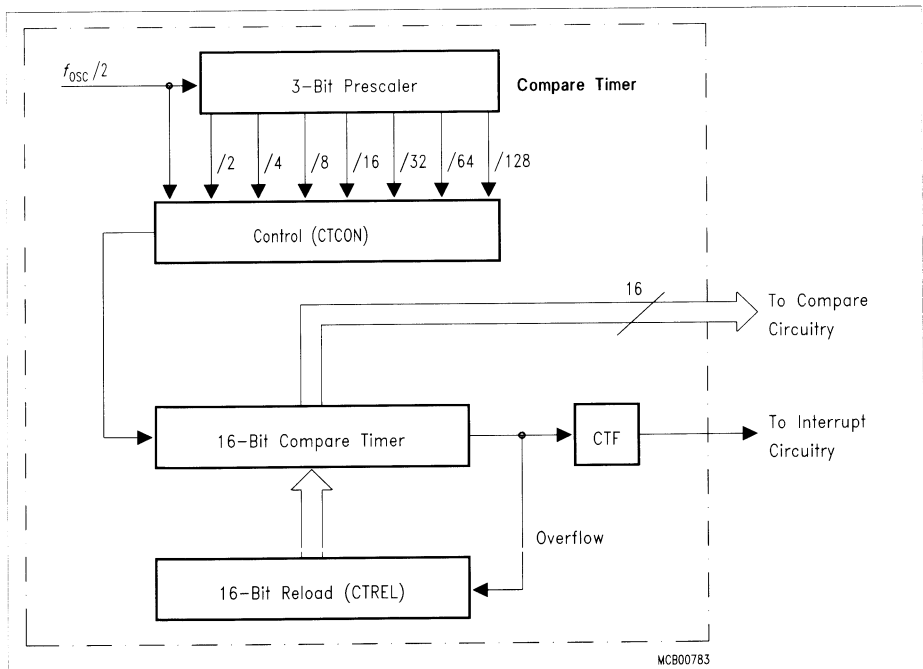 fOSC/2
3-Bit Prescaler
Compare Timer
/2
/4
/8
/16
/32
/64
/128
Control (CTCON)
16
To Compare
Circuitry
16-Bit Compare Timer
CTF
To Interrupt
Circuitry
Overflow
16-Bit Reload (CTREL)
MCB00783